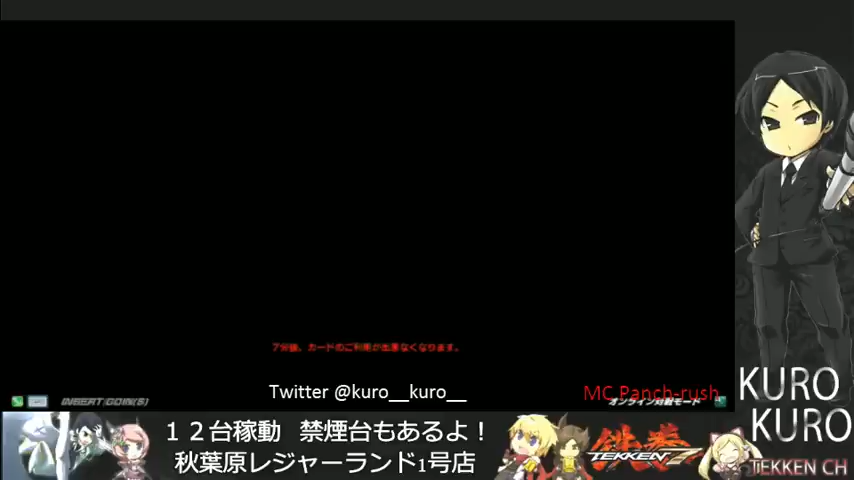 7分後、カードのご利用が出来なくなります。
Twitter @kuro__kuro__
MC Panch-rush
INSERT COIN(S)
オンライン対戦モード
KURO
KURO
TEKKEN CH
１２台稼動　禁煙台もあるよ！
秋葉原レジャーランド1号店
鉄拳
TEKKEN 7